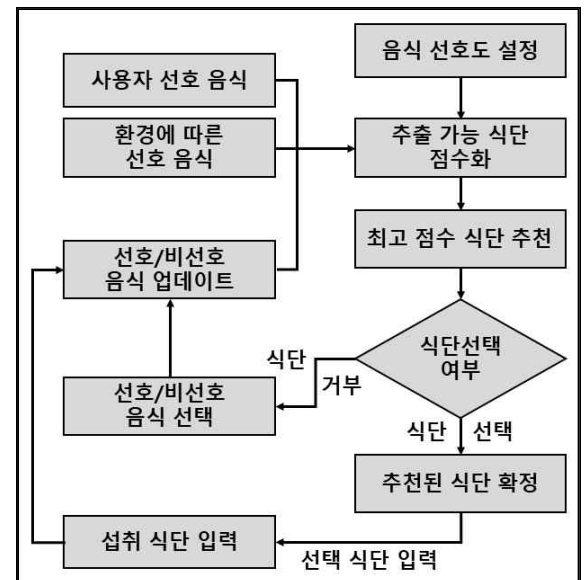 음식 선호도 설정
사용자 선호 음식
환경에 따른
선호 음식
추출 가능 식단
점수화
최고 점수 식단 추천
선호/비선호
음식 업데이트
식단선택
여부
식단
거부
선호/비선호
음식 선택
식단 선택
추천된 식단 확정
섭취 식단 입력
선택 식단 입력